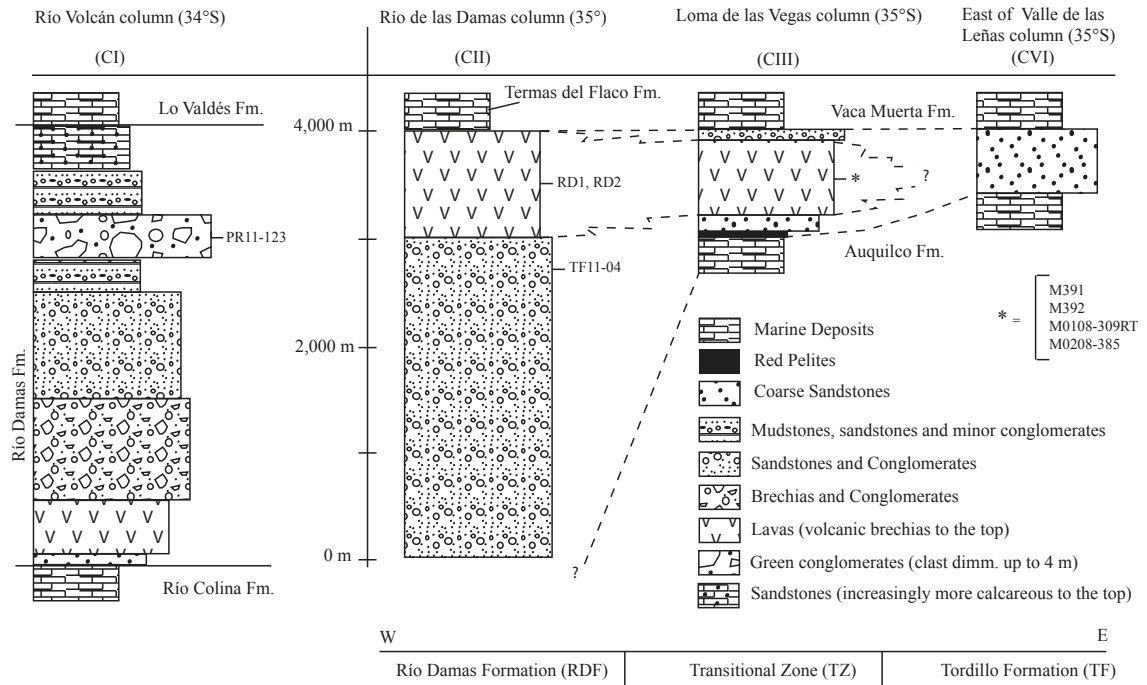 Río Volcán column (34°S)
(CI)
Río de las Damas column (35°)
(CII)
Loma de las Vegas column (35°S)
(CIII)
East of Valle de las
Leñas column (35°S)
(CVI)
Lo Valdés Fm.
PR11-123
Río Damas Fm.
Río Colina Fm.
4,000 m
2,000 m
0 m
Termas del Flaco Fm.
RD1, RD2
TF11-04
?
Vaca Muerta Fm.
*
?
Auquilco Fm.
* =
M391
M392
M0108-309RT
M0208-385
Marine Deposits
Red Pelites
Coarse Sandstones
Mudstones, sandstones and minor conglomerates
Sandstones and Conglomerates
Brechias and Conglomerates
Lavas (volcanic brechias to the top)
Green conglomerates (clast dimm. up to 4 m)
Sandstones (increasingly more calcareous to the top)
W
E
Río Damas Formation (RDF)
Transitional Zone (TZ)
Tordillo Formation (TF)